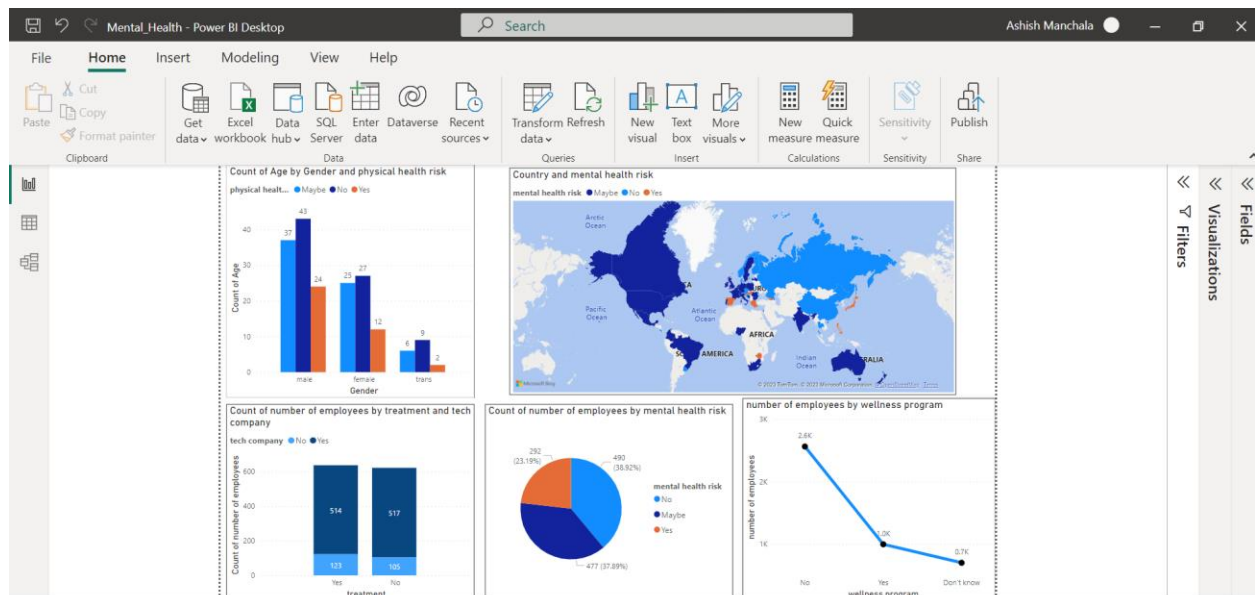 Mental_Health - Power BI Desktop
Search
Ashish Manchala
File Home Insert Modeling View Help
Paste
Cut
Copy
Format painter
Clipboard
Get data
Excel workbook
Data hub
SQL Server
Enter data
Dataverse
Recent sources
Data
Transform data
Refresh
Queries
New visual
Text box
More visuals
Insert
New measure
Quick measure
Calculations
Sensitivity
Sensitivity
Publish
Share
Filters
Visualizations
Fields
Count of Age by Gender and physical health risk
physical healt... Maybe No Yes
Count of Age
40
30
20
10
0
37
43
24
25
27
12
6
9
2
male
female
trans
Gender
Country and mental health risk
mental health risk Maybe No Yes
Arctic
Ocean
Pacific
Ocean
Atlantic
Ocean
AFRICA
AMERICA
Indian
Ocean
Microsoft Bing
© 2023 TomTom, © 2023 Microsoft Corporation, © OpenStreetMap Terms
Count of number of employees by treatment and tech
company
tech company No Yes
Count of number of employees
600
400
200
0
514
517
123
105
Yes
No
treatment
Count of number of employees by mental health risk
292
(23.19%)
490
(38.92%)
477 (37.89%)
mental health risk
No
Maybe
Yes
number of employees by wellness program
number of employees
3K
2K
1K
2.6K
1.0K
0.7K
No
Yes
Don't know
wellness program